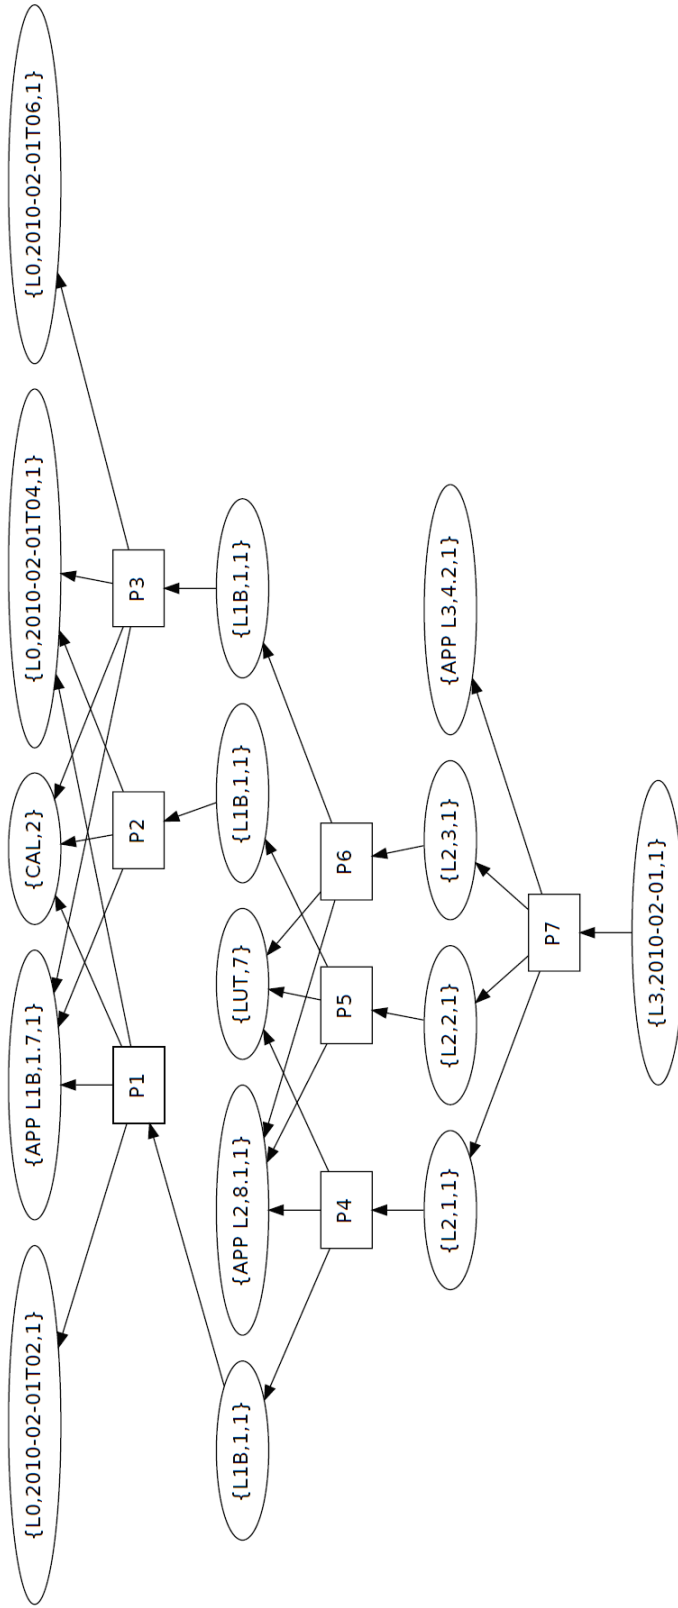 {L0,2010-02-01T02,1}
{APP L1B,1.7,1}
{CAL,2}
{L0,2010-02-01T04,1}
{L0,2010-02-01T06,1}
P1
P2
P3
{L1B,1,1}
{APP L2,8.1,1}
{LUT,7}
{L1B,1,1}
{L1B,1,1}
P4
P5
P6
{L2,1,1}
{L2,2,1}
{L2,3,1}
{APP L3,4.2,1}
P7
{L3,2010-02-01,1}